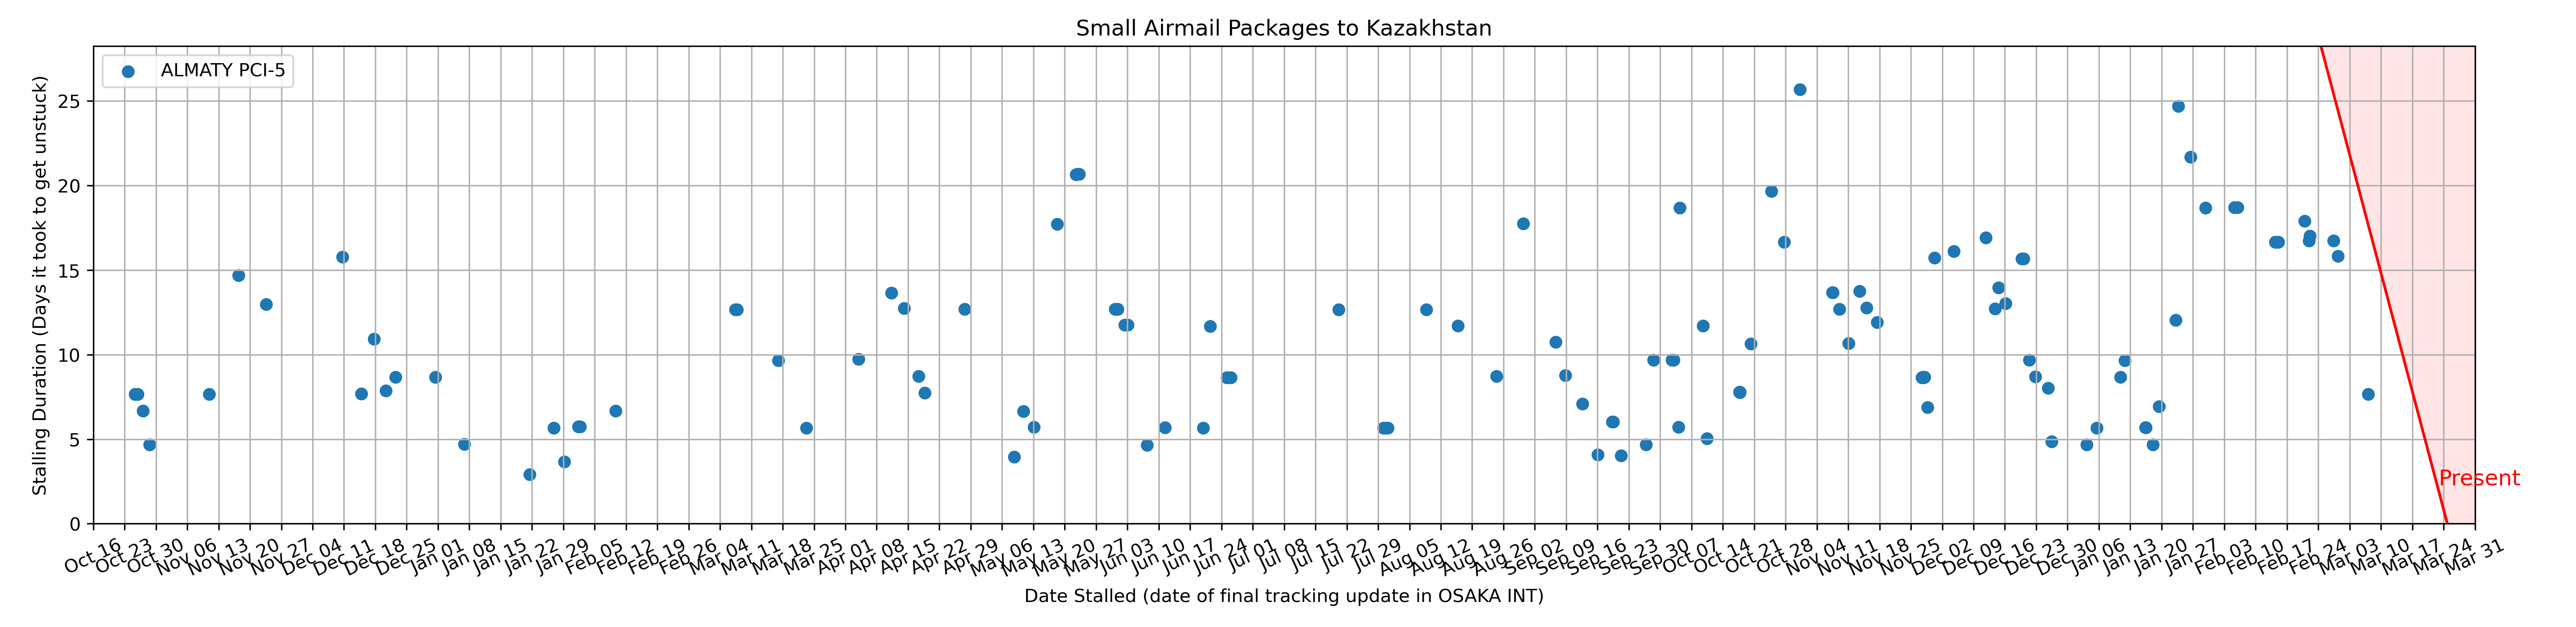 Small Airmail Packages to Kazakhstan
ALMATY PCI-5
Stalling Duration (Days it took to get unstuck)
25
20
15
10
5
0
Present
Oct 16
Oct 23
Oct 30
Nov 06
Nov 13
Nov 20
Nov 27
Dec 04
Dec 11
Dec 18
Dec 25
Jan 01
Jan 08
Jan 15
Jan 22
Jan 29
Feb 05
Feb 12
Feb 19
Feb 26
Mar 04
Mar 11
Mar 18
Mar 25
Apr 01
Apr 08
Apr 15
Apr 22
Apr 29
May 06
May 13
May 20
May 27
Jun 03
Jun 10
Jun 17
Jun 24
Jul 01
Jul 08
Jul 15
Jul 22
Jul 29
Aug 05
Aug 12
Aug 19
Aug 26
Sep 02
Sep 09
Sep 16
Sep 23
Sep 30
Oct 07
Oct 14
Oct 21
Oct 28
Nov 04
Nov 11
Nov 18
Nov 25
Dec 02
Dec 09
Dec 16
Dec 23
Dec 30
Jan 06
Jan 13
Jan 20
Jan 27
Feb 03
Feb 10
Feb 17
Feb 24
Mar 03
Mar 10
Mar 17
Mar 24
Mar 31
Date Stalled (date of final tracking update in OSAKA INT)